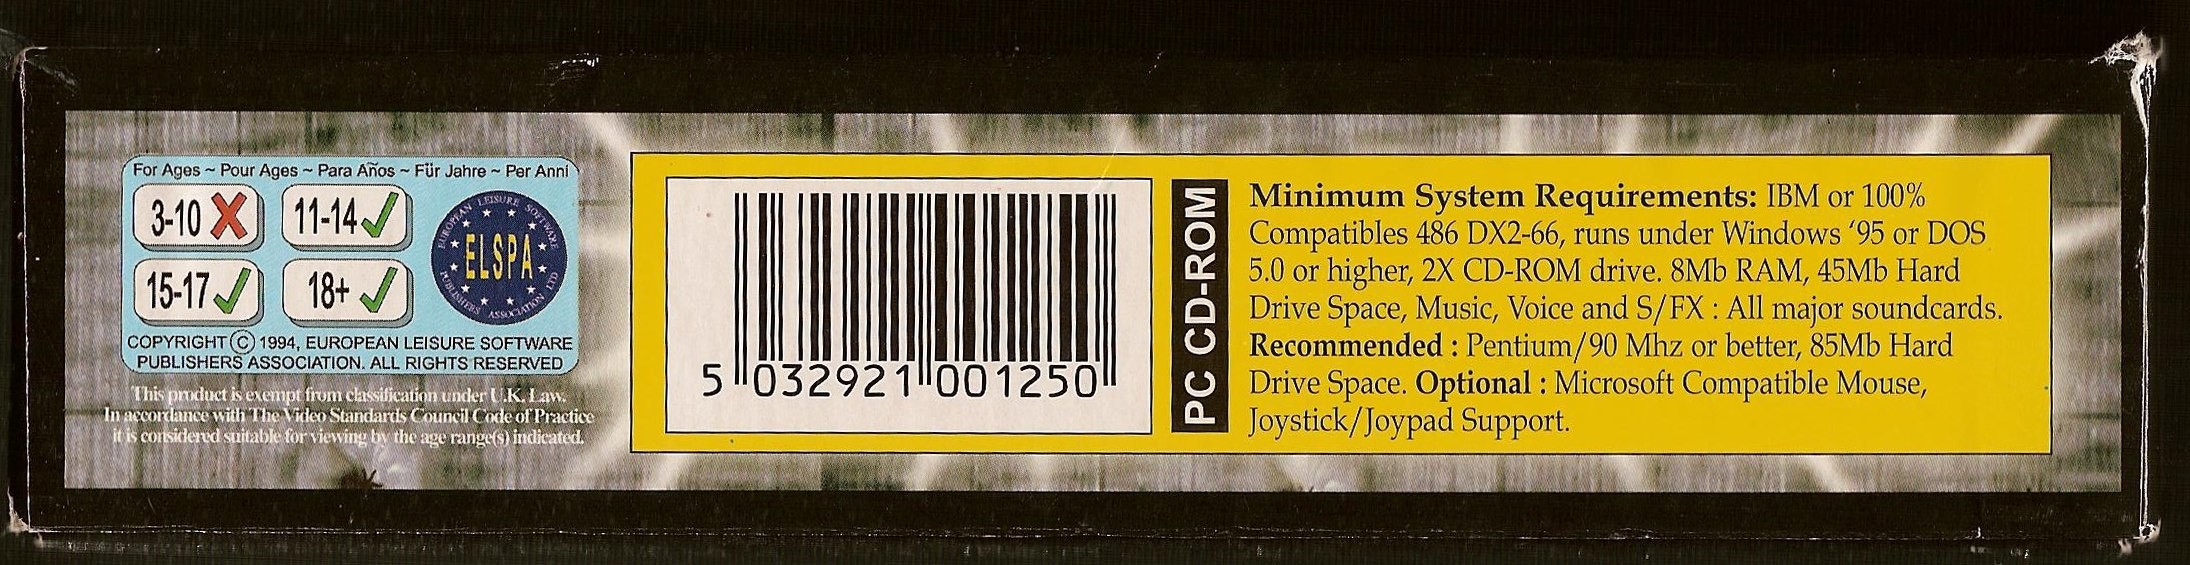 For Ages ~ Pour Ages ~ Para Años ~ Für Jahre ~ Per Anni
3-10
11-14
15-17
18+
EUROPEAN LEISURE SOFTWARE
ELSPA
PUBLISHERS ASSOCIATION LTD
COPYRIGHT © 1994, EUROPEAN LEISURE SOFTWARE
PUBLISHERS ASSOCIATION. ALL RIGHTS RESERVED
This product is exempt from classification under U.K. Law.
In accordance with The Video Standards Council Code of Practice
it is considered suitable for viewing by the age range(s) indicated.
5 032921 001250
PC CD-ROM
Minimum System Requirements: IBM or 100%
Compatibles 486 DX2-66, runs under Windows ‘95 or DOS
5.0 or higher, 2X CD-ROM drive. 8Mb RAM, 45Mb Hard
Drive Space, Music, Voice and S/FX : All major soundcards.
Recommended : Pentium/90 Mhz or better, 85Mb Hard
Drive Space. Optional : Microsoft Compatible Mouse,
Joystick/Joypad Support.